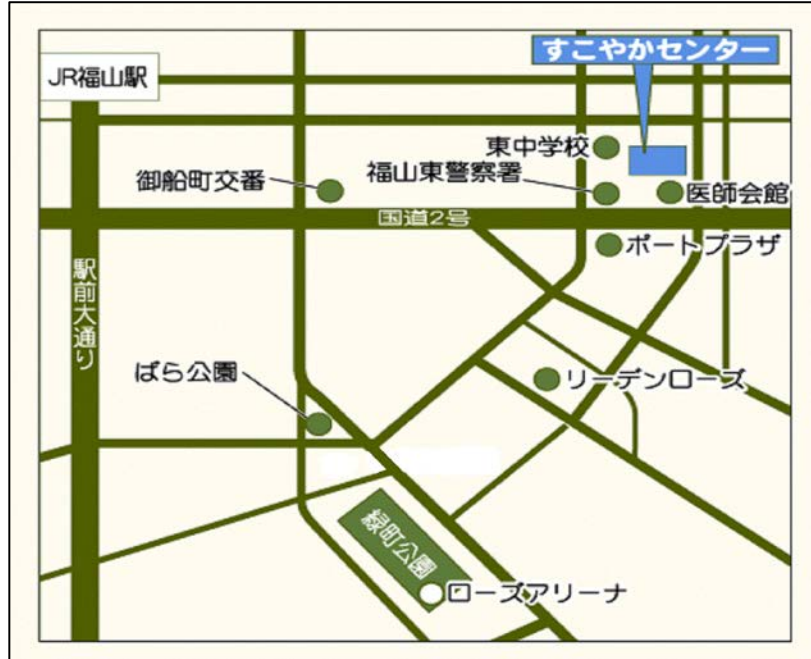 すこやかセンター
JR福山駅
東中学校
福山東警察署
御船町交番
医師会館
国道2号
ポートプラザ
駅前大通り
ばら公園
リーデンローズ
緑町公園
ローズアリーナ